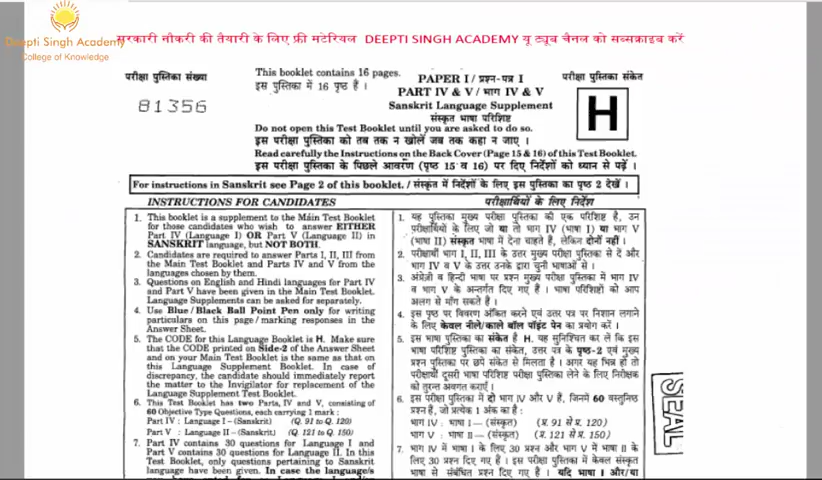 Deepti Singh Academy
College of Knowledge
सरकारी नौकरी की तैयारी के लिए फ्री मटेरियल DEEPTI SINGH ACADEMY यू ट्यूब चैनल को सब्सक्राइब करें
परीक्षा पुस्तिका संख्या
81356
This booklet contains 16 pages.
इस पुस्तिका में 16 पृष्ठ हैं ।
PAPER I / प्रश्न-पत्र I
PART IV & V / भाग IV & V
Sanskrit Language Supplement
संस्कृत भाषा परिशिष्ट
परीक्षा पुस्तिका संकेत
H
Do not open this Test Booklet until you are asked to do so.
इस परीक्षा पुस्तिका को तब तक न खोलें जब तक कहा न जाए ।
Read carefully the Instructions on the Back Cover (Page 15 & 16) of this Test Booklet.
इस परीक्षा पुस्तिका के पिछले आवरण (पृष्ठ 15 व 16) पर दिए निर्देशों को ध्यान से पढ़ें ।
For instructions in Sanskrit see Page 2 of this booklet. / संस्कृत में निर्देशों के लिए इस पुस्तिका का पृष्ठ 2 देखें ।
INSTRUCTIONS FOR CANDIDATES
1. This booklet is a supplement to the Main Test Booklet
for those candidates who wish to answer EITHER
Part IV (Language I) OR Part V (Language II) in
SANSKRIT language, but NOT BOTH.
2. Candidates are required to answer Parts I, II, III from
the Main Test Booklet and Parts IV and V from the
languages chosen by them.
3. Questions on English and Hindi languages for Part IV
and Part V have been given in the Main Test Booklet.
Language Supplements can be asked for separately.
4. Use Blue / Black Ball Point Pen only for writing
particulars on this page / marking responses in the
Answer Sheet.
5. The CODE for this Language Booklet is H. Make sure
that the CODE printed on Side-2 of the Answer Sheet
and on your Main Test Booklet is the same as that on
this Language Supplement Booklet. In case of
discrepancy, the candidate should immediately report
the matter to the Invigilator for replacement of the
Language Supplement Test Booklet.
6. This Test Booklet has two Parts, IV and V, consisting of
60 Objective Type Questions, each carrying 1 mark :
Part IV : Language I – (Sanskrit) (Q. 91 to Q. 120)
Part V : Language II – (Sanskrit) (Q. 121 to Q. 150)
7. Part IV contains 30 questions for Language I and
Part V contains 30 questions for Language II. In this
Test Booklet, only questions pertaining to Sanskrit
language have been given. In case the language/s
परीक्षार्थियों के लिए निर्देश
1. यह पुस्तिका मुख्य परीक्षा पुस्तिका की एक परिशिष्ट है, उन
परीक्षार्थियों के लिए जो या तो भाग IV (भाषा I) या भाग V
(भाषा II) संस्कृत भाषा में देना चाहते हैं, लेकिन दोनों नहीं ।
2. परीक्षार्थी भाग I, II, III के उत्तर मुख्य परीक्षा पुस्तिका से दें और
भाग IV व V के उत्तर उनके द्वारा चुनी भाषाओं से ।
3. अंग्रेज़ी व हिन्दी भाषा पर प्रश्न मुख्य परीक्षा पुस्तिका में भाग IV
व भाग V के अन्तर्गत दिए गए हैं । भाषा परिशिष्टों को आप
अलग से माँग सकते हैं ।
4. इस पृष्ठ पर विवरण अंकित करने एवं उत्तर पत्र पर निशान लगाने
के लिए केवल नीले/काले बॉल पॉइंट पेन का प्रयोग करें ।
5. इस भाषा पुस्तिका का संकेत है H. यह सुनिश्चित कर लें कि इस
भाषा परिशिष्ट पुस्तिका का संकेत, उत्तर पत्र के पृष्ठ-2 एवं मुख्य
प्रश्न पुस्तिका पर छपे संकेत से मिलता है । अगर यह भिन्न हो तो
परीक्षार्थी दूसरी भाषा परिशिष्ट परीक्षा पुस्तिका लेने के लिए निरीक्षक
को तुरन्त अवगत कराएँ ।
6. इस परीक्षा पुस्तिका में दो भाग IV और V हैं, जिनमें 60 वस्तुनिष्ठ
प्रश्न हैं, जो प्रत्येक 1 अंक का है :
भाग IV : भाषा I – (संस्कृत) (प्र. 91 से प्र. 120)
भाग V : भाषा II – (संस्कृत) (प्र. 121 से प्र. 150)
7. भाग IV में भाषा I के लिए 30 प्रश्न और भाग V में भाषा II के
लिए 30 प्रश्न दिए गए हैं । इस परीक्षा पुस्तिका में केवल संस्कृत
भाषा से संबंधित प्रश्न दिए गए हैं । यदि भाषा I और/या
SEAL